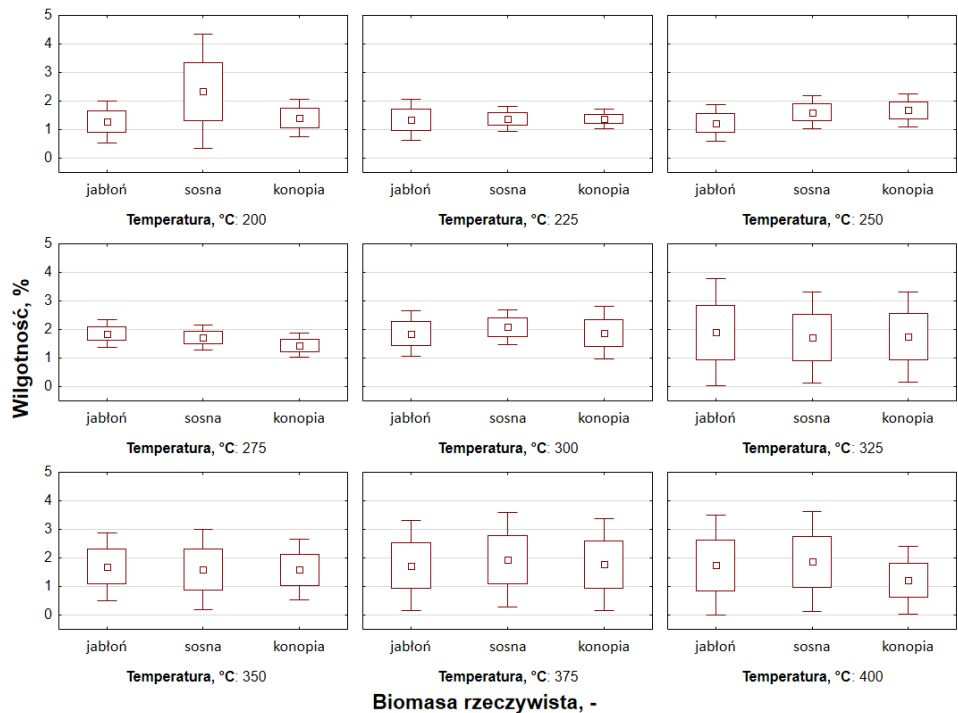 5
4
3
2
1
0
jabłoń sosna konopia jabłoń sosna konopia jabłoń sosna konopia
Temperatura, °C: 200 Temperatura, °C: 225 Temperatura, °C: 250
Wilgotność, %
5
4
3
2
1
0
jabłoń sosna konopia jabłoń sosna konopia jabłoń sosna konopia
Temperatura, °C: 275 Temperatura, °C: 300 Temperatura, °C: 325
5
4
3
2
1
0
jabłoń sosna konopia jabłoń sosna konopia jabłoń sosna konopia
Temperatura, °C: 350 Temperatura, °C: 375 Temperatura, °C: 400
Biomasa rzeczywista, -